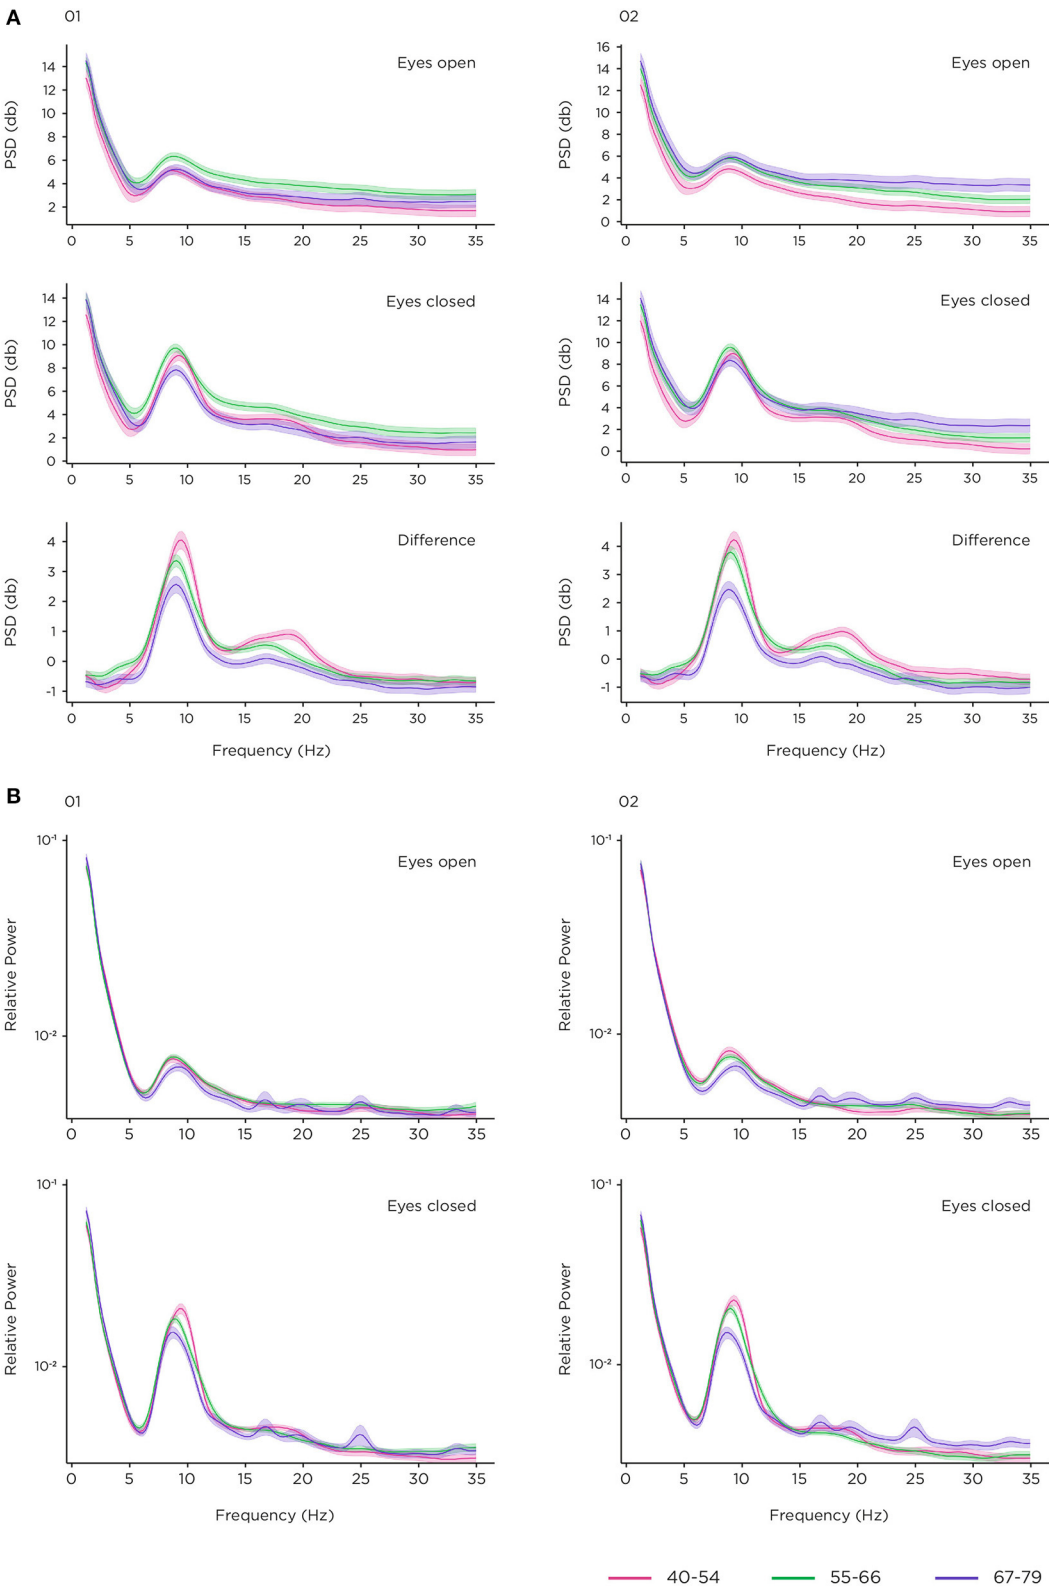 A
O1
O2
Eyes open
Eyes open
PSD (db)
14
12
10
8
6
4
2
0 5 10 15 20 25 30 35
PSD (db)
16
14
12
10
8
6
4
2
0
0 5 10 15 20 25 30 35
Eyes closed
Eyes closed
PSD (db)
14
12
10
8
6
4
2
0
0 5 10 15 20 25 30 35
PSD (db)
14
12
10
8
6
4
2
0
0 5 10 15 20 25 30 35
Difference
Difference
PSD (db)
4
3
2
1
0
-1
0 5 10 15 20 25 30 35
Frequency (Hz)
PSD (db)
4
3
2
1
0
-1
0 5 10 15 20 25 30 35
Frequency (Hz)
B
O1
O2
Eyes open
Eyes open
Relative Power
10⁻¹
10⁻²
0 5 10 15 20 25 30 35
Relative Power
10⁻¹
10⁻²
0 5 10 15 20 25 30 35
Eyes closed
Eyes closed
Relative Power
10⁻¹
10⁻²
0 5 10 15 20 25 30 35
Frequency (Hz)
Relative Power
10⁻¹
10⁻²
0 5 10 15 20 25 30 35
Frequency (Hz)
40-54 55-66 67-79